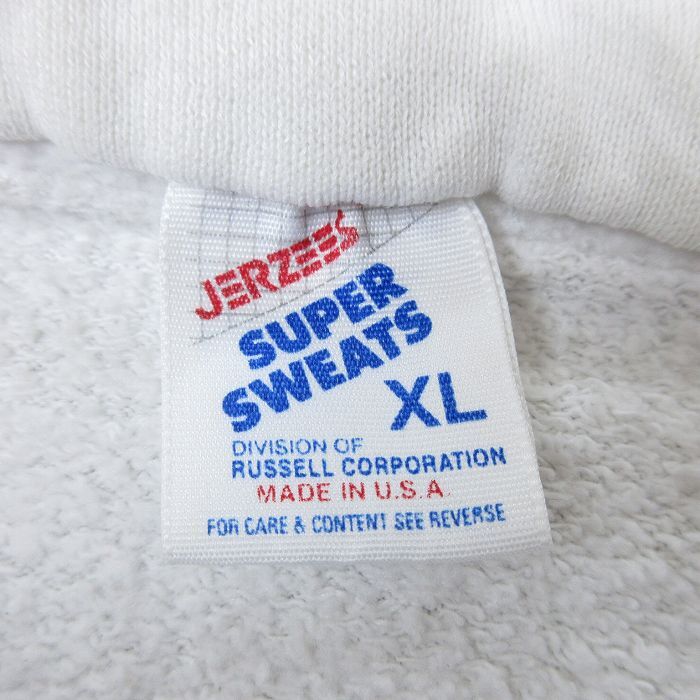 JERZEES
SUPER
SWEATS
XL
DIVISION OF
RUSSELL CORPORATION
MADE IN U.S.A.
FOR CARE & CONTENT SEE REVERSE